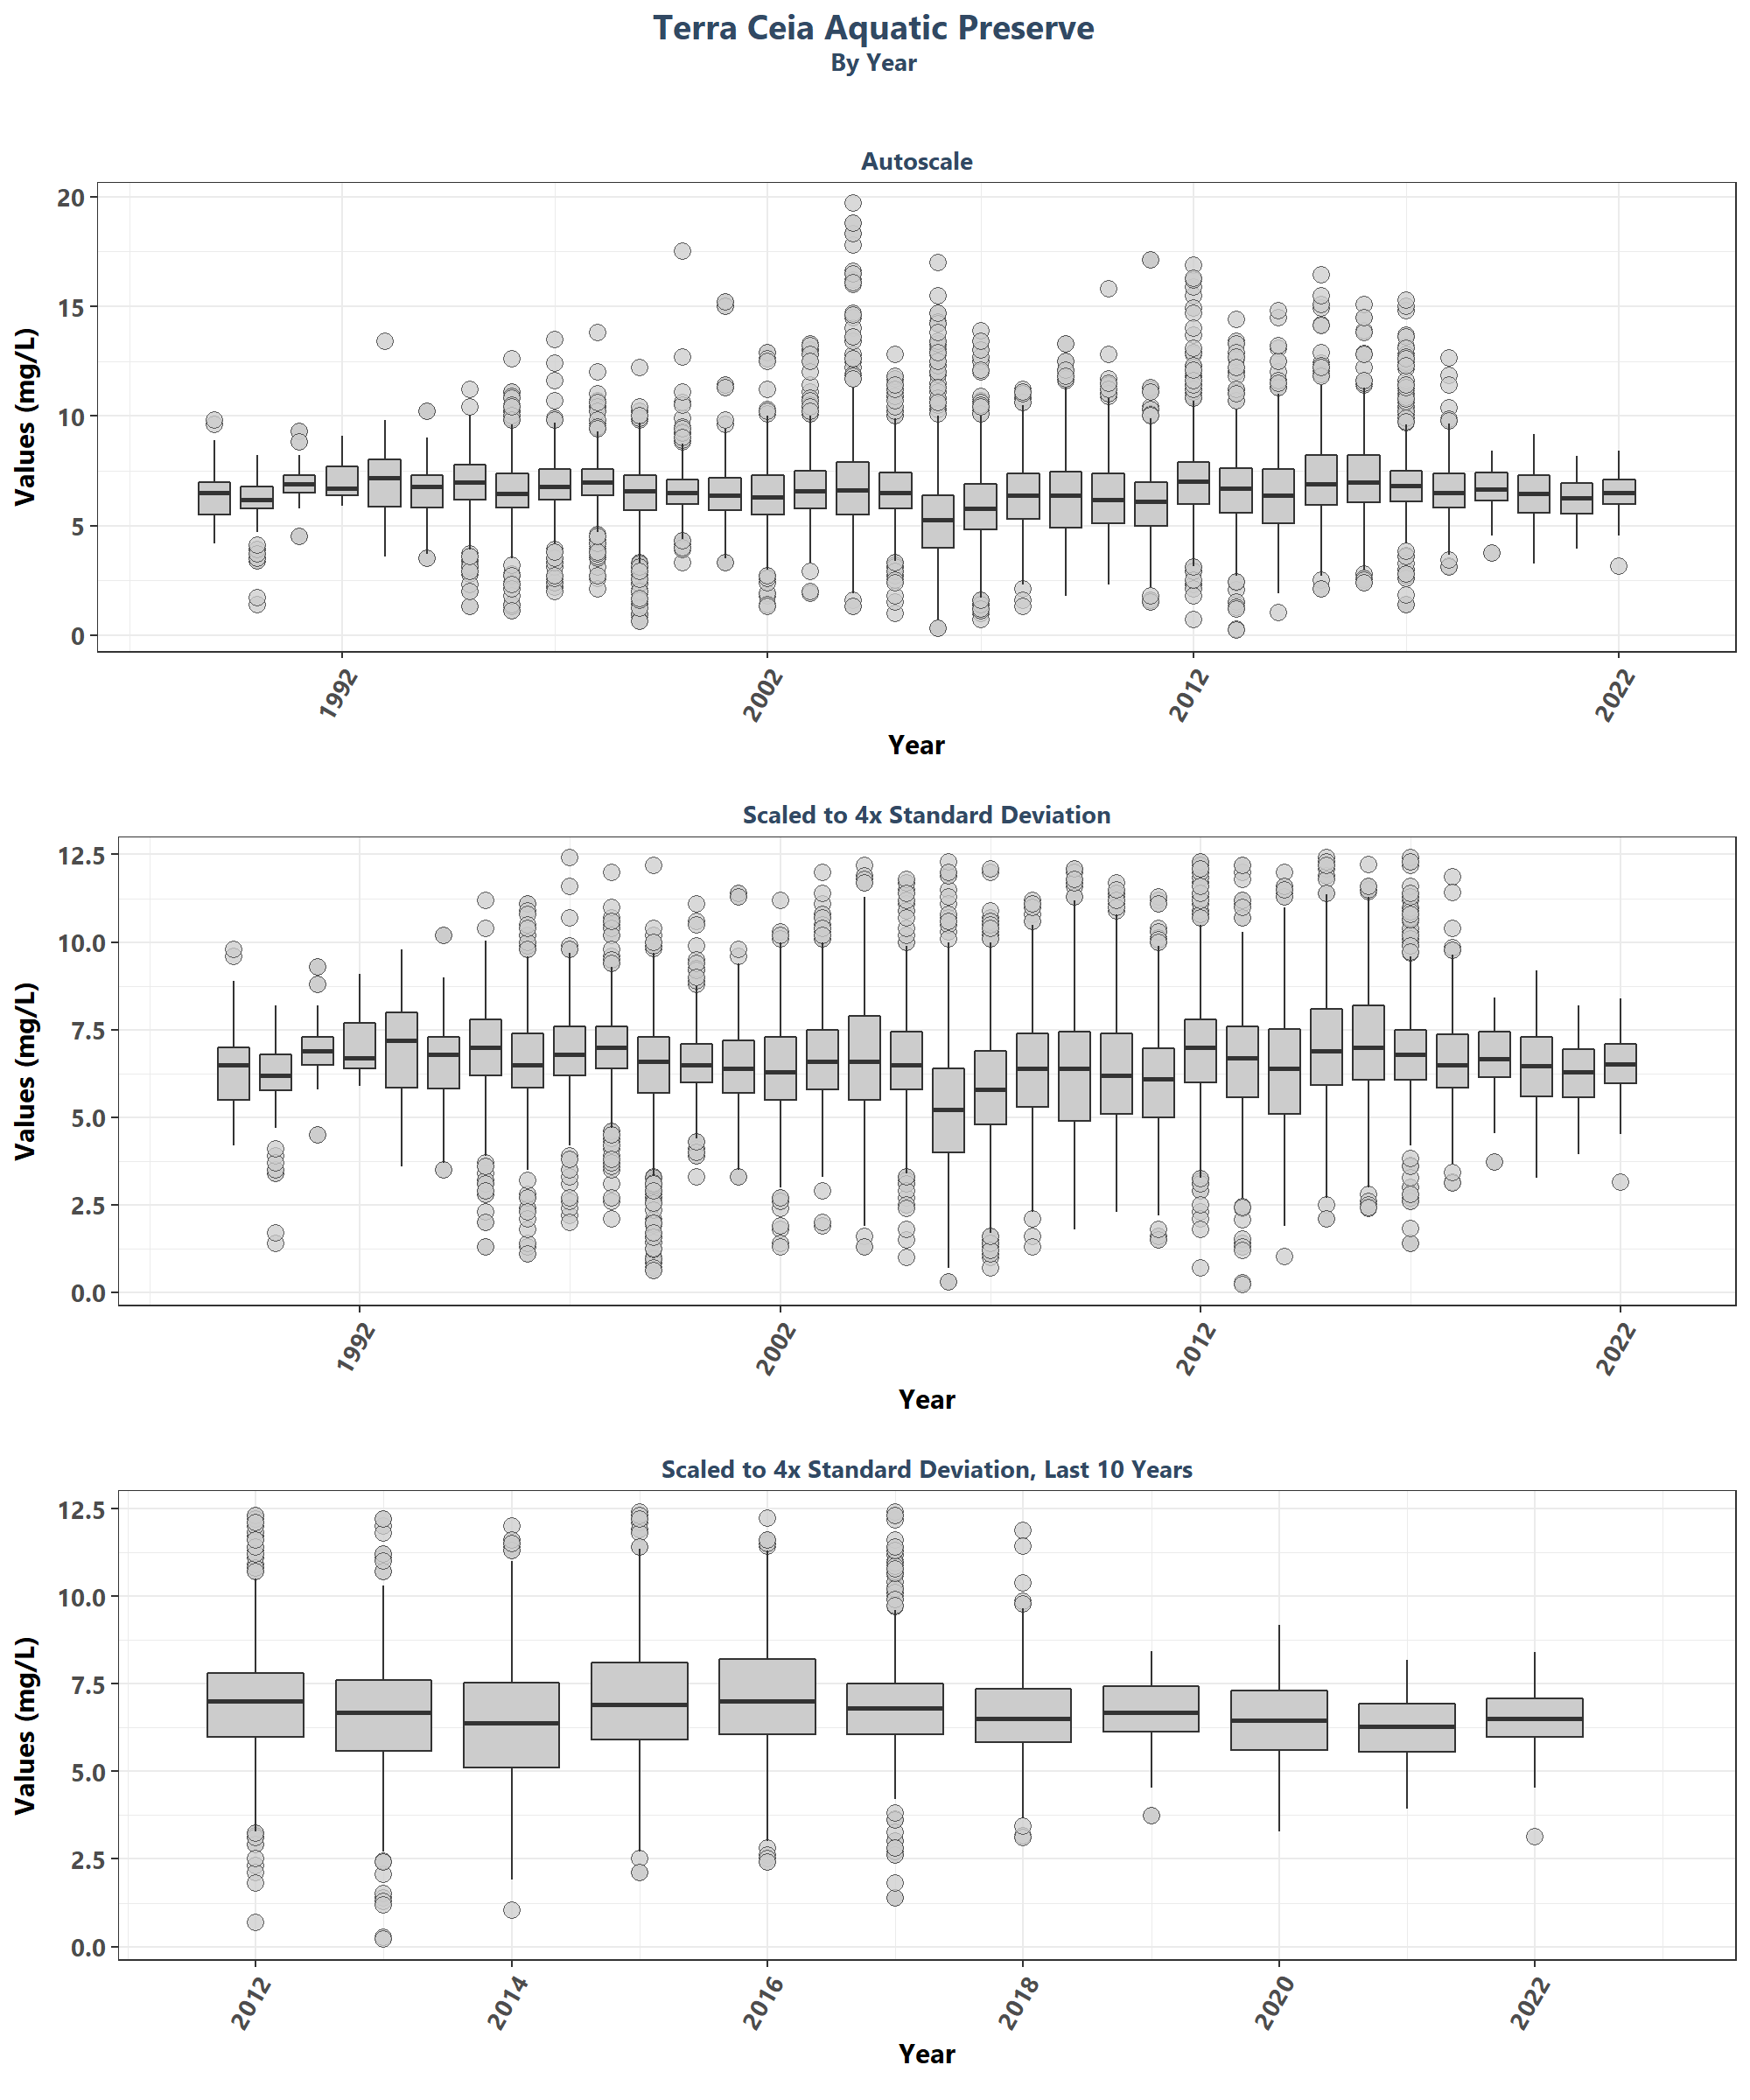 Terra Ceia Aquatic Preserve
By Year
Autoscale
Values (mg/L)
20
15
10
5
0
1992
2002
2012
2022
Year
Scaled to 4x Standard Deviation
Values (mg/L)
12.5
10.0
7.5
5.0
2.5
0.0
1992
2002
2012
2022
Year
Scaled to 4x Standard Deviation, Last 10 Years
Values (mg/L)
12.5
10.0
7.5
5.0
2.5
0.0
2012
2014
2016
2018
2020
2022
Year